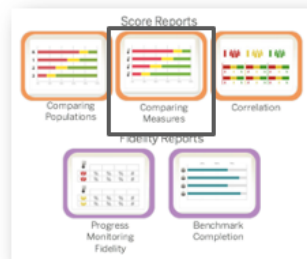 Score Reports
Comparing Populations
Comparing Measures
Correlation
Fidelity Reports
Progress Monitoring Fidelity
Benchmark Completion